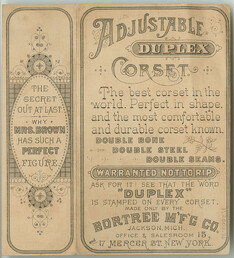 THE
SECRET
OUT AT LAST
WHY
MRS. BROWN
HAS SUCH A
PERFECT
FIGURE
ADJUSTABLE
DUPLEX
CORSET.
The best corset in the
world. Perfect in shape,
and the most comfortable
and durable corset known.
DOUBLE BONE
DOUBLE STEEL
DOUBLE SEAMS.
WARRANTED NOT TO RIP
ASK FOR IT! SEE THAT THE WORD
"DUPLEX"
IS STAMPED ON EVERY CORSET.
MADE ONLY BY THE
BORTREE M'F'G CO.
JACKSON, MICH.
OFFICE & SALESROOM IS
17 MERCER ST. NEW YORK.